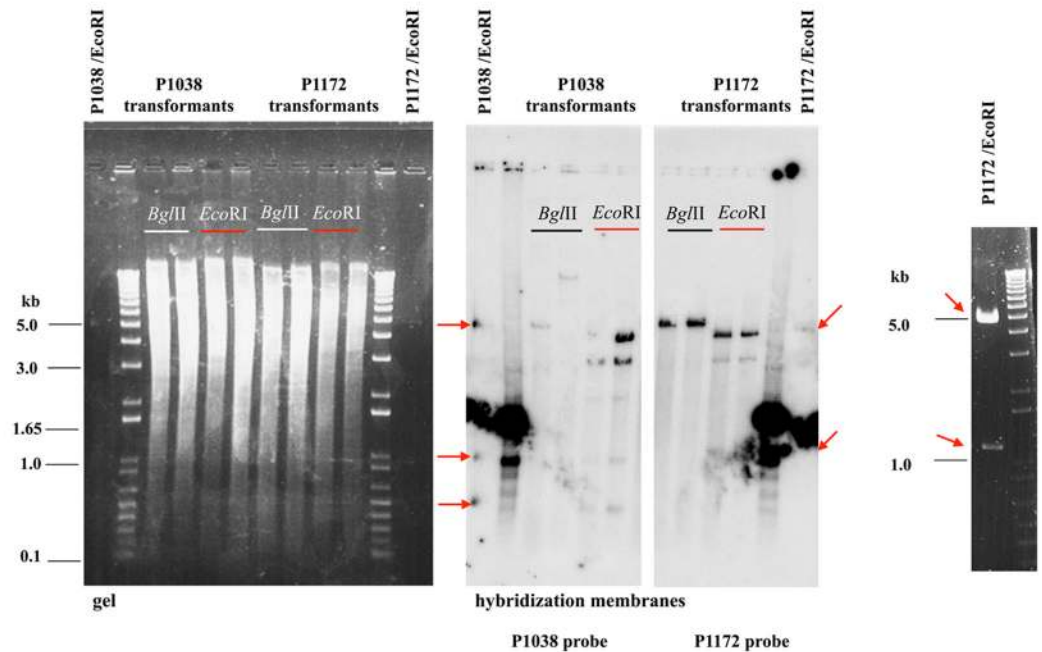 P1038 /EcoRI
P1038
transformants
P1172
transformants
P1172 /EcoRI
BglII
EcoRI
BglII
EcoRI
kb
5.0
3.0
1.65
1.0
0.1
gel
P1038 /EcoRI
P1038
transformants
P1172
transformants
P1172 /EcoRI
BglII
EcoRI
BglII
EcoRI
hybridization membranes
P1038 probe
P1172 probe
P1172 /EcoRI
kb
5.0
1.0